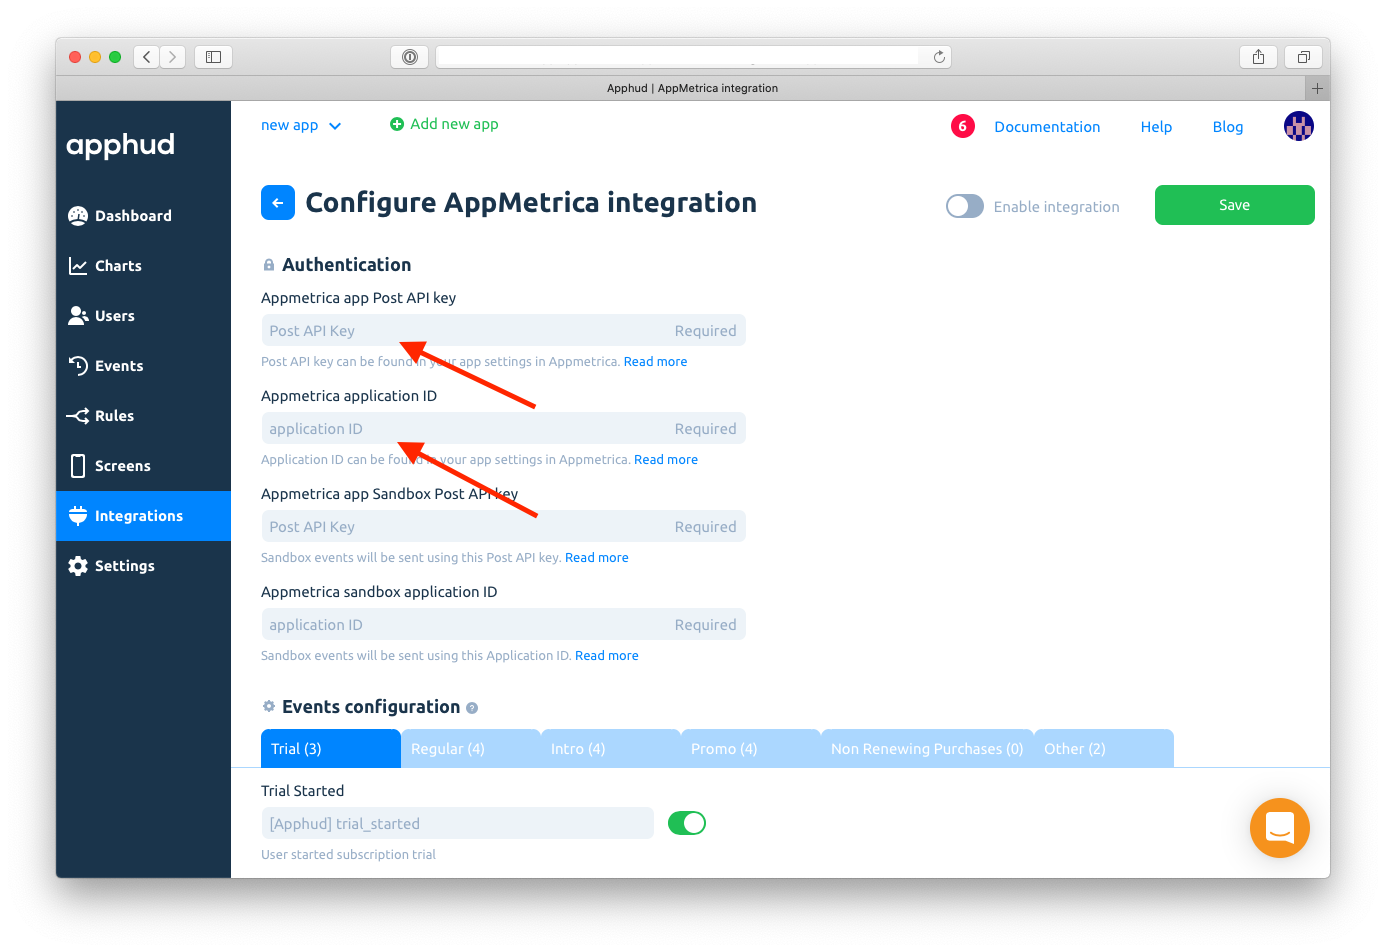 Apphud | AppMetrica integration
apphud
new app
Add new app
6
Documentation
Help
Blog
Dashboard
Charts
Users
Events
Rules
Screens
Integrations
Settings
Configure AppMetrica integration
Enable integration
Save
Authentication
Appmetrica app Post API key
Post API Key
Required
Post API key can be found in your app settings in Appmetrica. Read more
Appmetrica application ID
application ID
Required
Application ID can be found in your app settings in Appmetrica. Read more
Appmetrica app Sandbox Post API key
Post API Key
Required
Sandbox events will be sent using this Post API key. Read more
Appmetrica sandbox application ID
application ID
Required
Sandbox events will be sent using this Application ID. Read more
Events configuration ?
Trial (3)
Regular (4)
Intro (4)
Promo (4)
Non Renewing Purchases (0)
Other (2)
Trial Started
[Apphud] trial_started
User started subscription trial